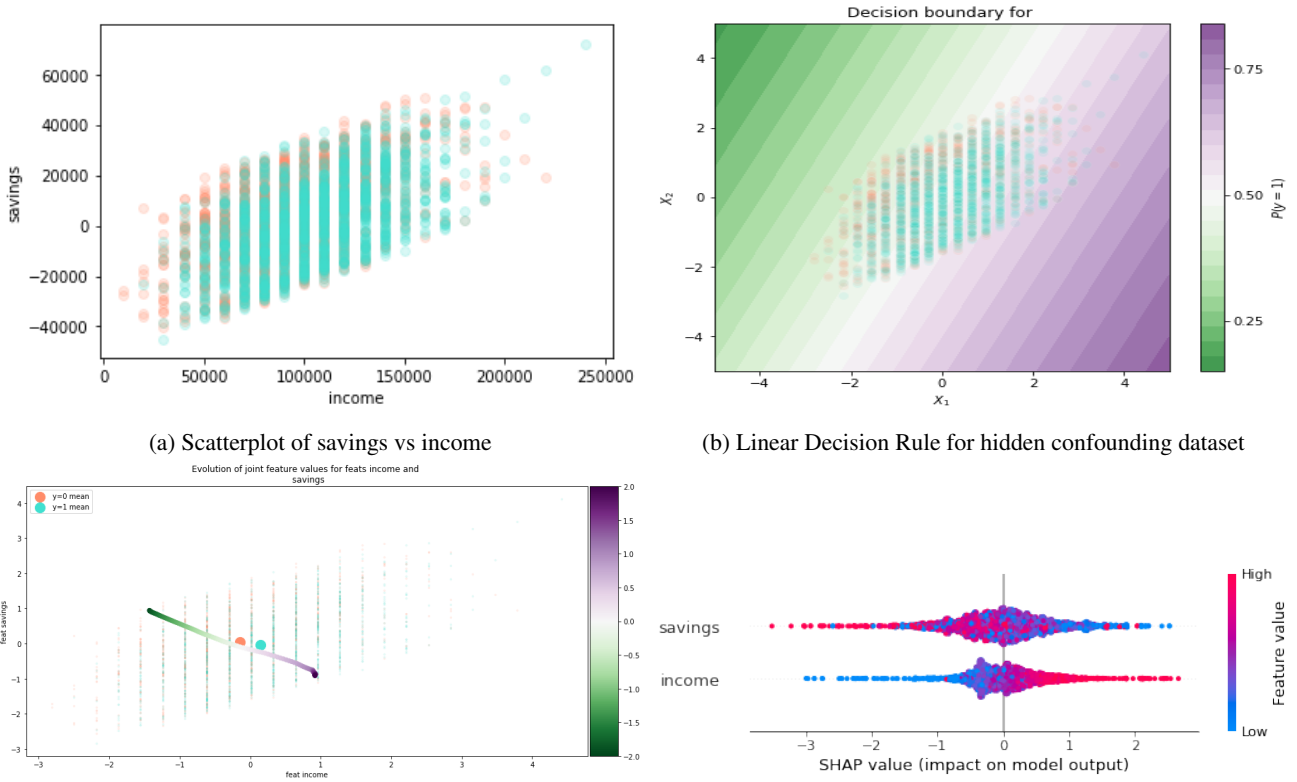 60000
40000
20000
0
−20000
−40000
savings
0
50000
100000
150000
200000
250000
income
(a) Scatterplot of savings vs income
Decision boundary for
4
2
0
−2
−4
X₂
−4
−2
0
2
4
X₁
0.75
0.50
0.25
P(y = 1)
(b) Linear Decision Rule for hidden confounding dataset
Evolution of joint feature values for feats income and
savings
y=0 mean
y=1 mean
4
3
2
1
0
−1
−2
−3
feat savings
−3
−2
−1
0
1
2
3
4
feat income
2.0
1.5
1.0
0.5
0.0
−0.5
−1.0
−1.5
−2.0
savings
income
−3
−2
−1
0
1
2
SHAP value (impact on model output)
High
Low
Feature value